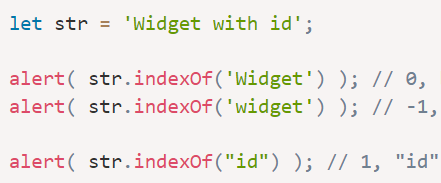 let str = 'Widget with id';
alert( str.indexOf('Widget') ); // 0,
alert( str.indexOf('widget') ); // -1,
alert( str.indexOf("id") ); // 1, "id"